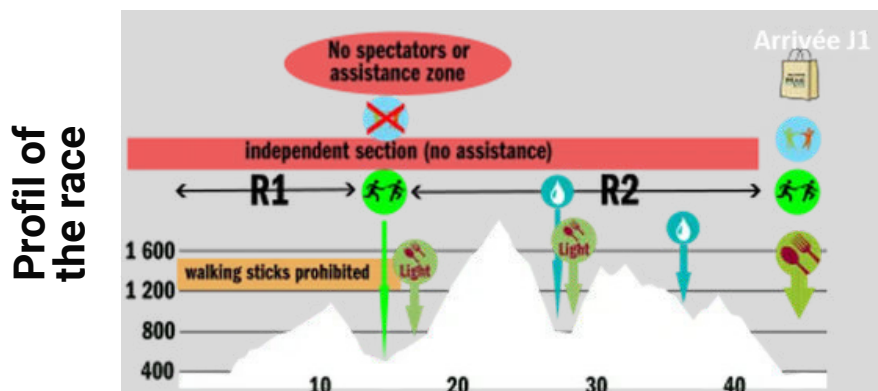 Profil of
the race
No spectators or
assistance zone
Arrivée J1
independent section (no assistance)
R1
R2
1 600
walking sticks prohibited
Light
Light
1 200
800
400
10
20
30
40